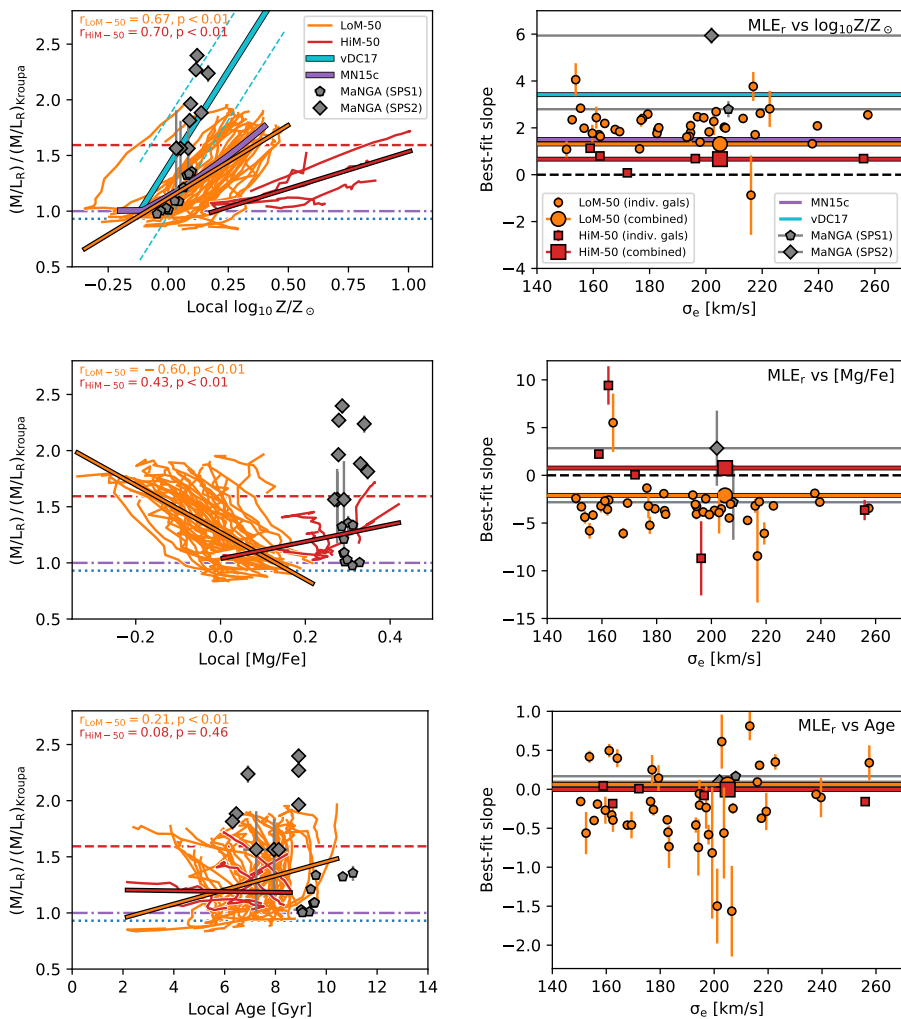 r_LoM−50 = 0.67, p < 0.01
r_HiM−50 = 0.70, p < 0.01
LoM-50
HiM-50
vDC17
MN15c
MaNGA (SPS1)
MaNGA (SPS2)
(M/L_R) / (M/L_R)_Kroupa
2.5
2.0
1.5
1.0
0.5
−0.25 0.00 0.25 0.50 0.75 1.00
Local log₁₀ Z/Z☉
MLE_r vs log₁₀Z/Z☉
Best-fit slope
6
4
2
0
−2
−4
LoM-50 (indiv. gals)
LoM-50 (combined)
HiM-50 (indiv. gals)
HiM-50 (combined)
MN15c
vDC17
MaNGA (SPS1)
MaNGA (SPS2)
140 160 180 200 220 240 260
σ_e [km/s]
r_LoM−50 = −0.60, p < 0.01
r_HiM−50 = 0.43, p < 0.01
(M/L_R) / (M/L_R)_Kroupa
2.5
2.0
1.5
1.0
0.5
−0.2 0.0 0.2 0.4
Local [Mg/Fe]
MLE_r vs [Mg/Fe]
Best-fit slope
10
5
0
−5
−10
−15
140 160 180 200 220 240 260
σ_e [km/s]
r_LoM−50 = 0.21, p < 0.01
r_HiM−50 = 0.08, p = 0.46
(M/L_R) / (M/L_R)_Kroupa
2.5
2.0
1.5
1.0
0.5
0 2 4 6 8 10 12 14
Local Age [Gyr]
MLE_r vs Age
Best-fit slope
1.0
0.5
0.0
−0.5
−1.0
−1.5
−2.0
140 160 180 200 220 240 260
σ_e [km/s]